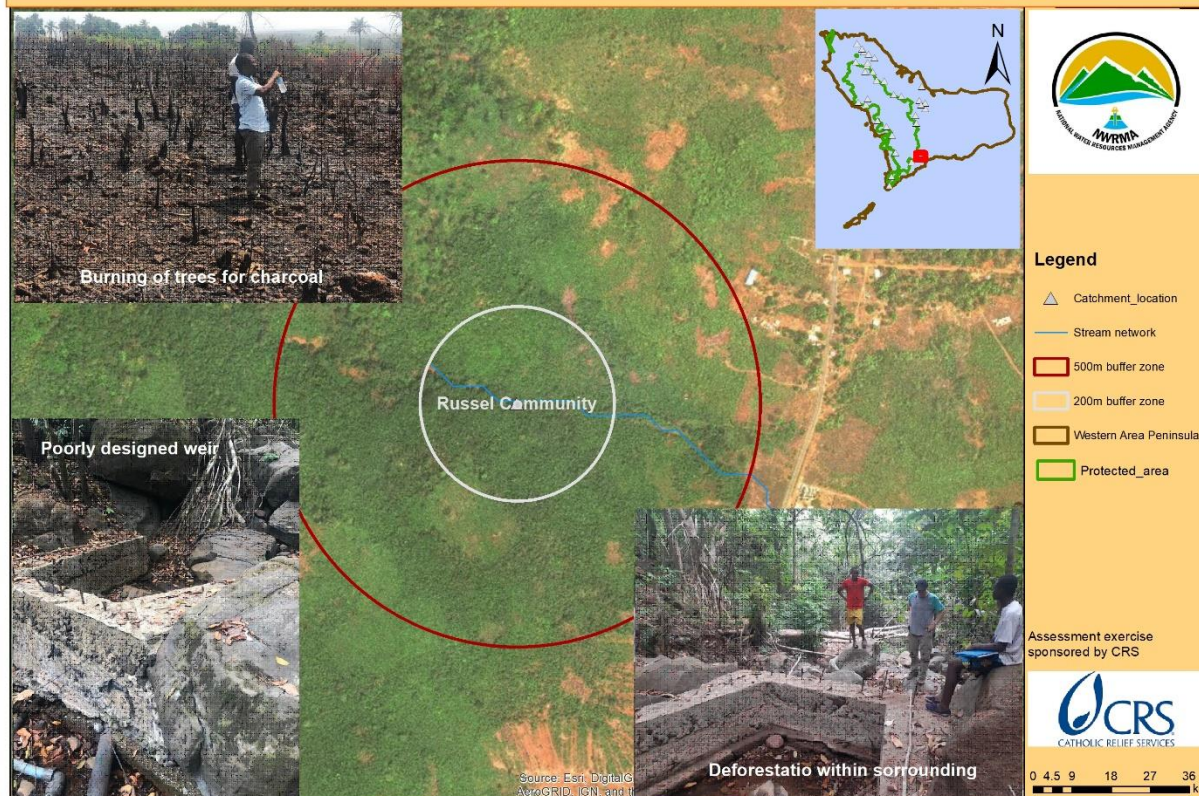 Burning of trees for charcoal
N
NATIONAL WATER RESOURCES MANAGEMENT AGENCY
NWRMA
Legend
Catchment_location
Stream network
500m buffer zone
200m buffer zone
Western Area Peninsula
Protected_area
Russel Community
Poorly designed weir
Deforestatio within sorrounding
Source: Esri, DigitalG
AeroGRID, IGN, and th
Assessment exercise
sponsored by CRS
CRS
CATHOLIC RELIEF SERVICES
0 4.5 9 18 27 36